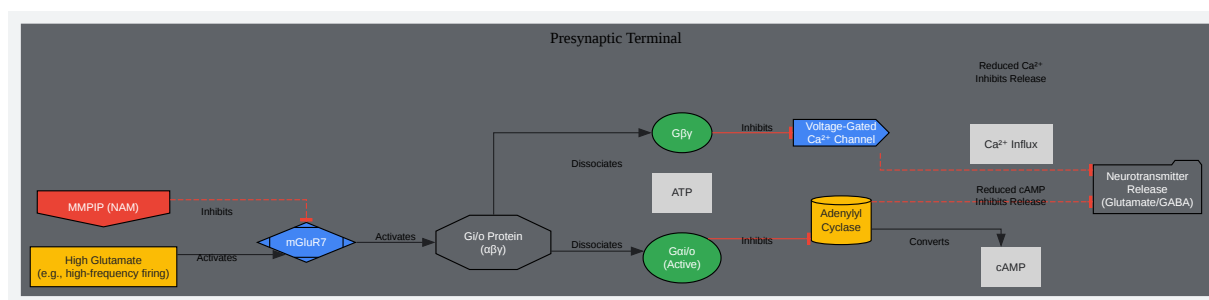 Presynaptic Terminal
Reduced Ca²⁺
Inhibits Release
Gβγ
Inhibits
Voltage-Gated
Ca²⁺ Channel
Ca²⁺ Influx
Dissociates
ATP
Neurotransmitter
Release
(Glutamate/GABA)
Reduced cAMP
Inhibits Release
MMPIP (NAM)
Inhibits
Adenylyl
Cyclase
mGluR7
Activates
Gi/o Protein
(αβγ)
Dissociates
Gαi/o
(Active)
Inhibits
Converts
High Glutamate
(e.g., high-frequency firing)
Activates
cAMP